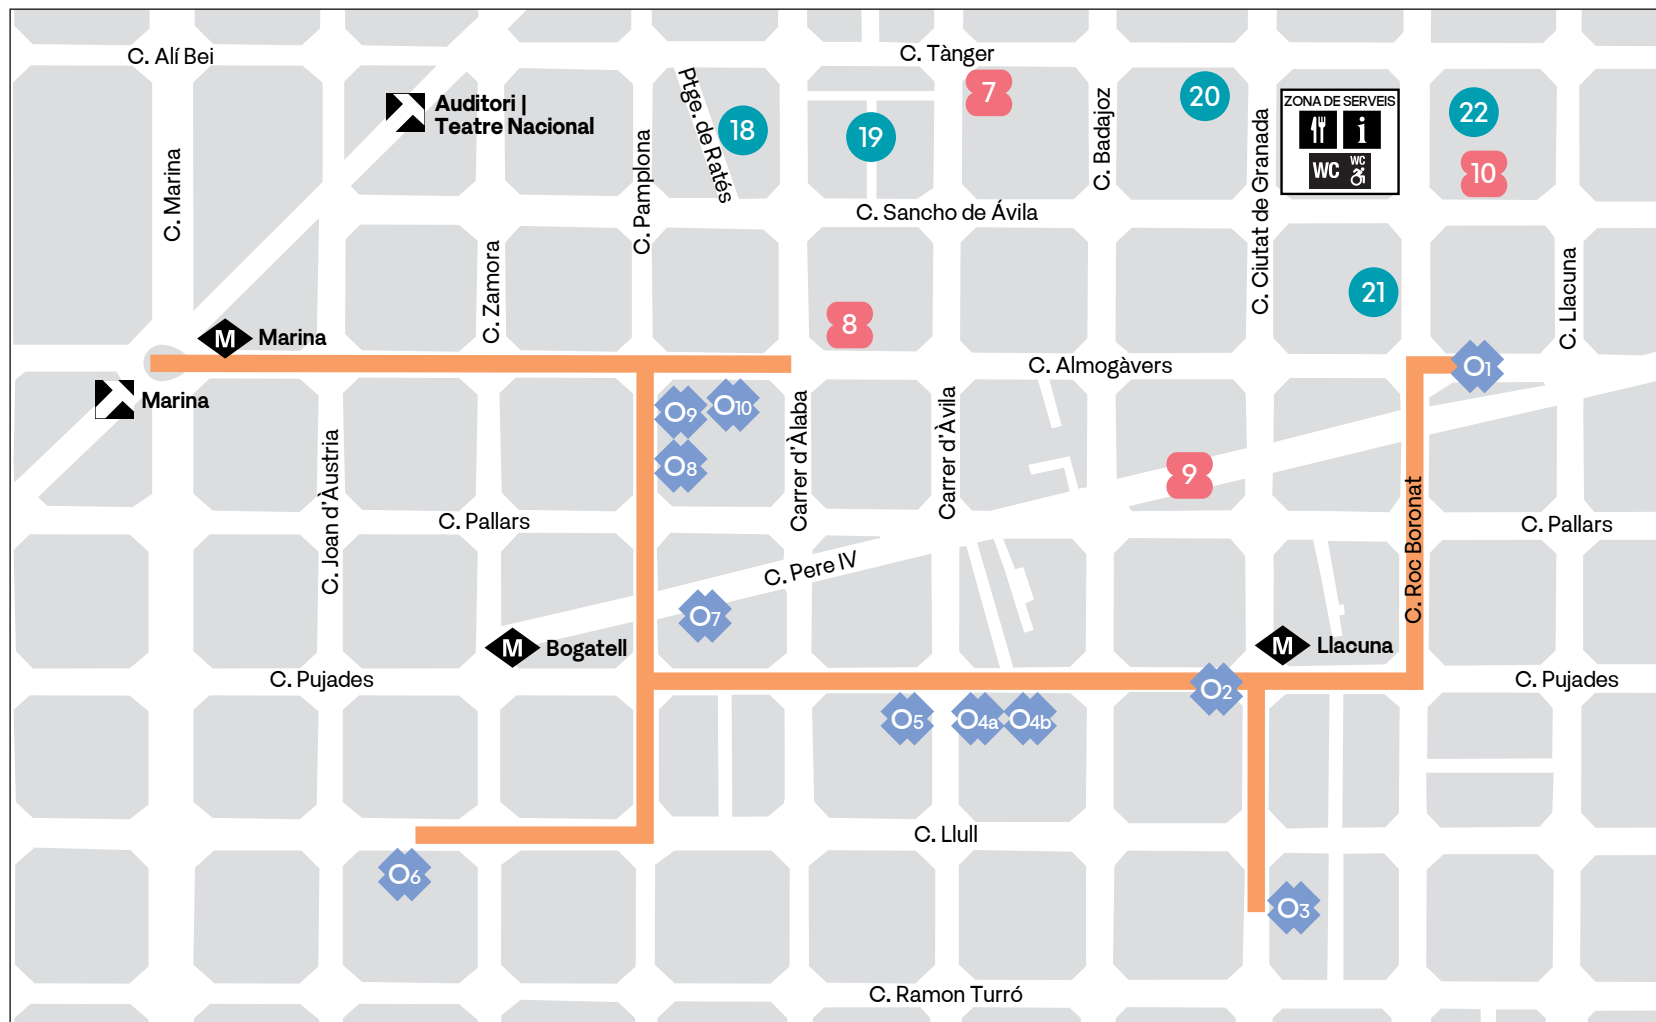 C. Alí Bei
C. Tànger
Auditori |
Teatre Nacional
Ptge. de Ratés
18
19
7
C. Badajoz
20
C. Ciutat de Granada
ZONA DE SERVEIS
i
WC
WC
22
10
C. Marina
C. Pamplona
C. Sancho de Ávila
C. Zamora
21
C. Llacuna
8
M
Marina
C. Almogàvers
O1
Marina
O9
O10
O8
Carrer d'Àlaba
Carrer d'Àvila
C. Joan d'Àustria
9
C. Roc Boronat
C. Pallars
C. Pallars
C. Pere IV
O7
M
Bogatell
M
Llacuna
C. Pujades
C. Pujades
O2
O5
O4a
O4b
C. Llull
O6
O3
C. Ramon Turró